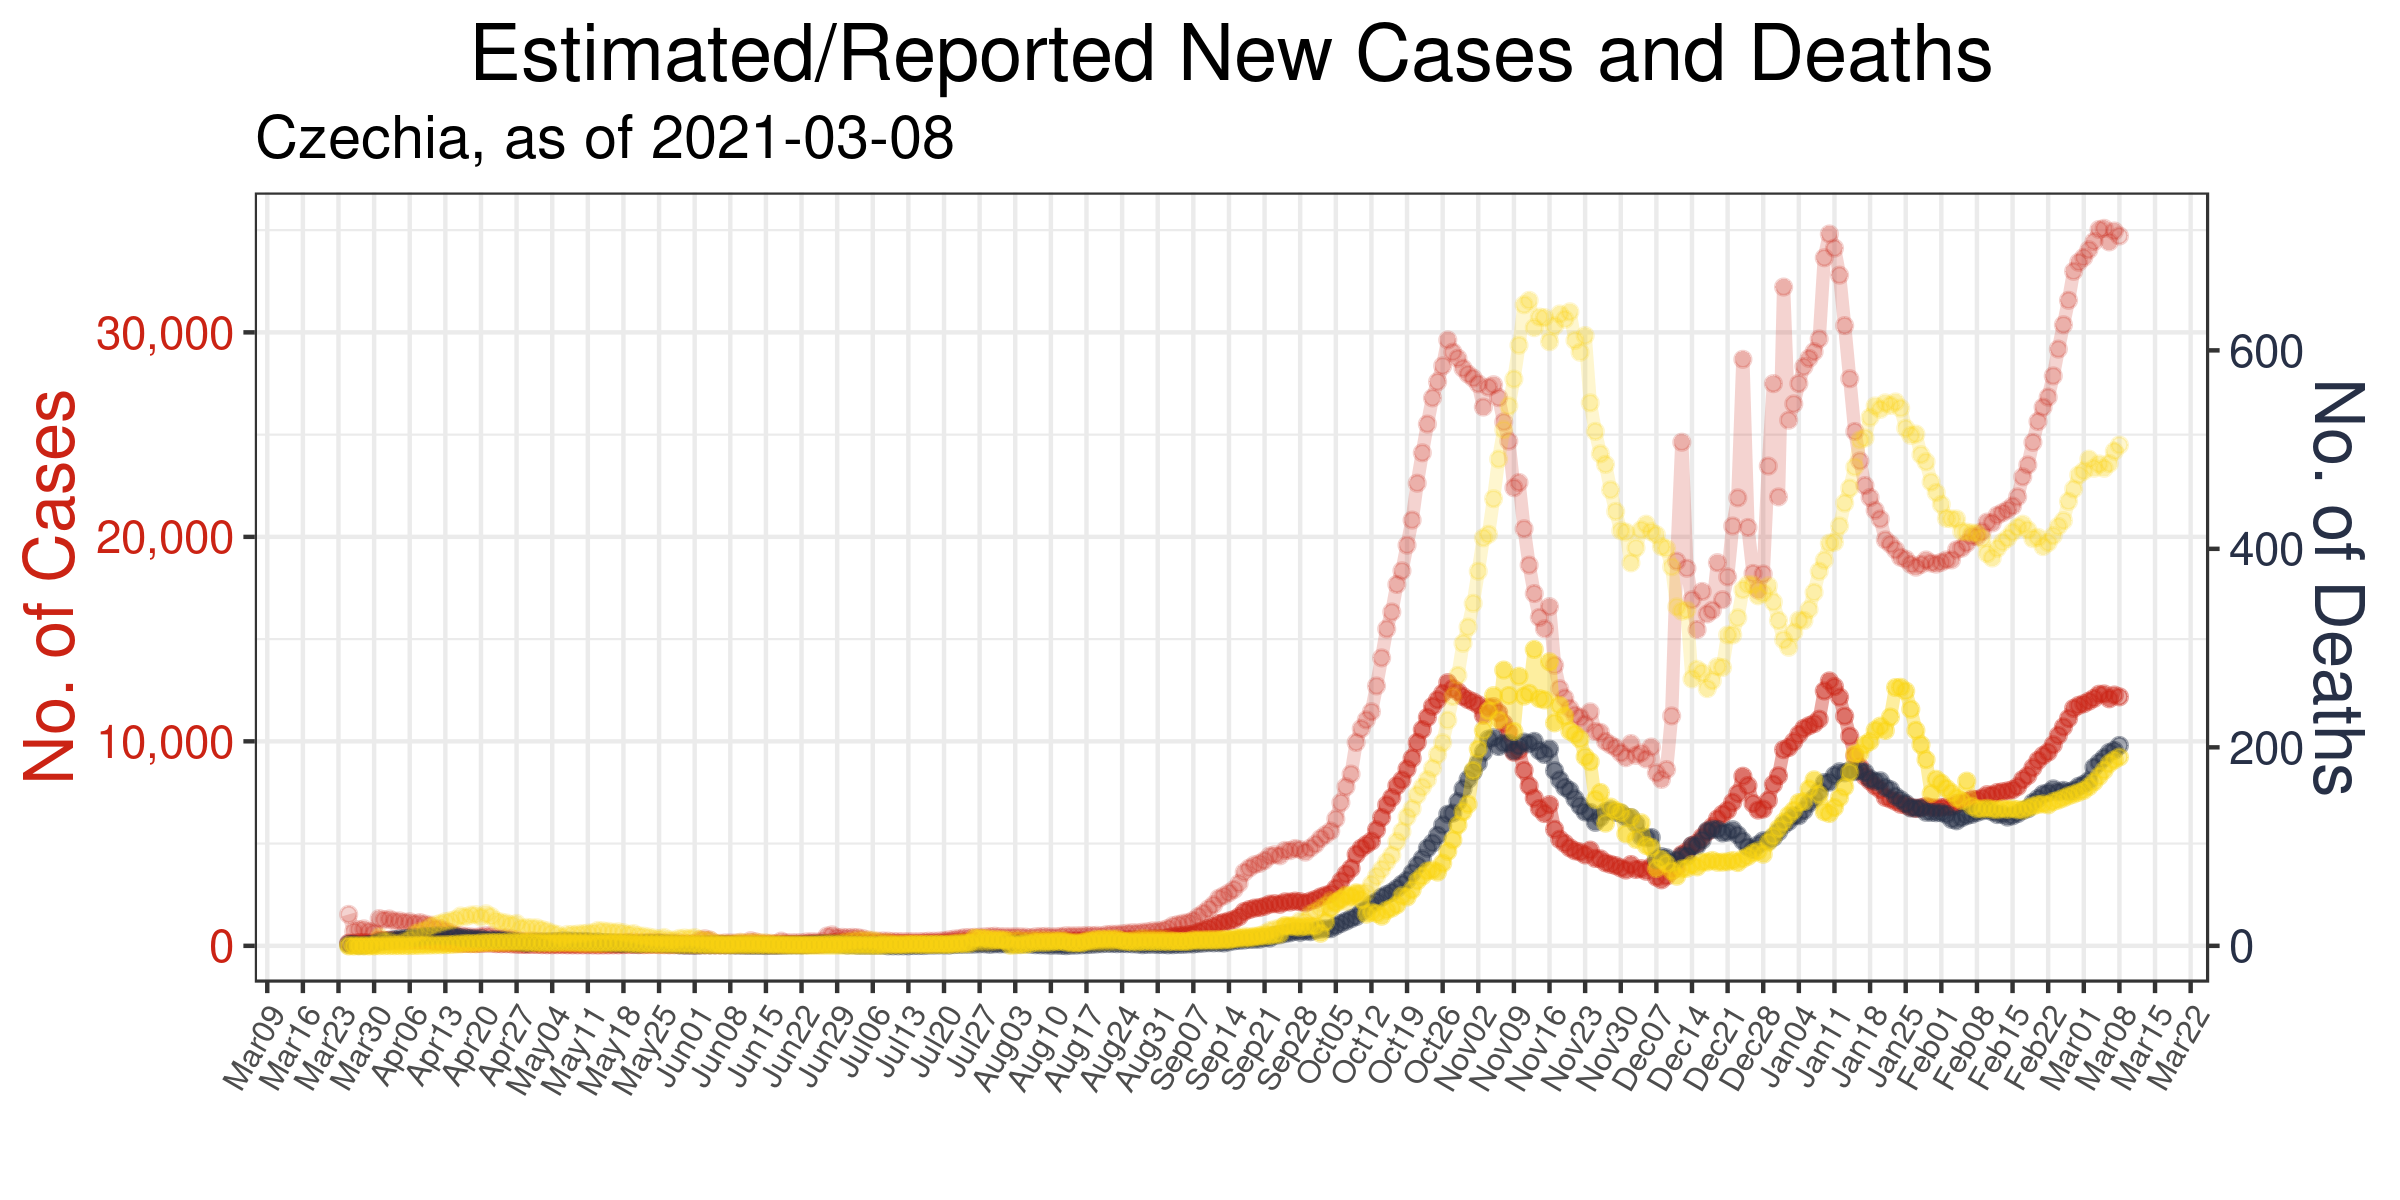 Estimated/Reported New Cases and Deaths
Czechia, as of 2021-03-08
No. of Cases
30,000
20,000
10,000
0
600
400
200
0
No. of Deaths
Mar09 Mar16 Mar23 Mar30 Apr06 Apr13 Apr20 Apr27 May04 May11 May18 May25 Jun01 Jun08 Jun15 Jun22 Jun29 Jul06 Jul13 Jul20 Jul27 Aug03 Aug10 Aug17 Aug24 Aug31 Sep07 Sep14 Sep21 Sep28 Oct05 Oct12 Oct19 Oct26 Nov02 Nov09 Nov16 Nov23 Nov30 Dec07 Dec14 Dec21 Dec28 Jan04 Jan11 Jan18 Jan25 Feb01 Feb08 Feb15 Feb22 Mar01 Mar08 Mar15 Mar22